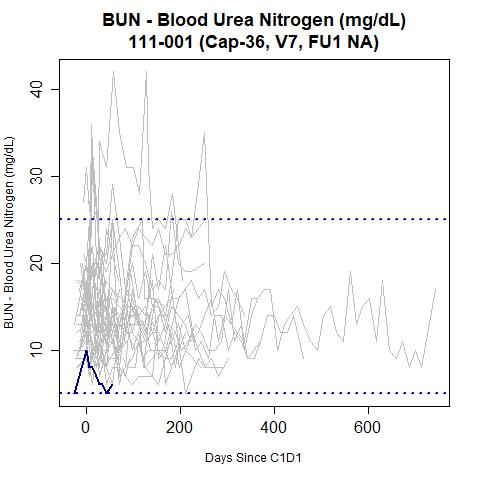 BUN - Blood Urea Nitrogen (mg/dL)
111-001 (Cap-36, V7, FU1 NA)
BUN - Blood Urea Nitrogen (mg/dL)
40
30
20
10
0
200
400
600
Days Since C1D1